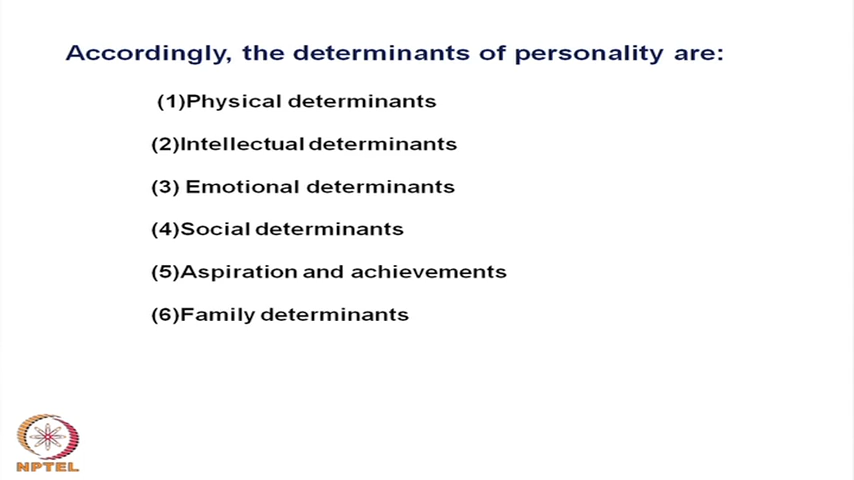 Accordingly, the determinants of personality are:
(1)Physical determinants
(2)Intellectual determinants
(3) Emotional determinants
(4)Social determinants
(5)Aspiration and achievements
(6)Family determinants
NPTEL